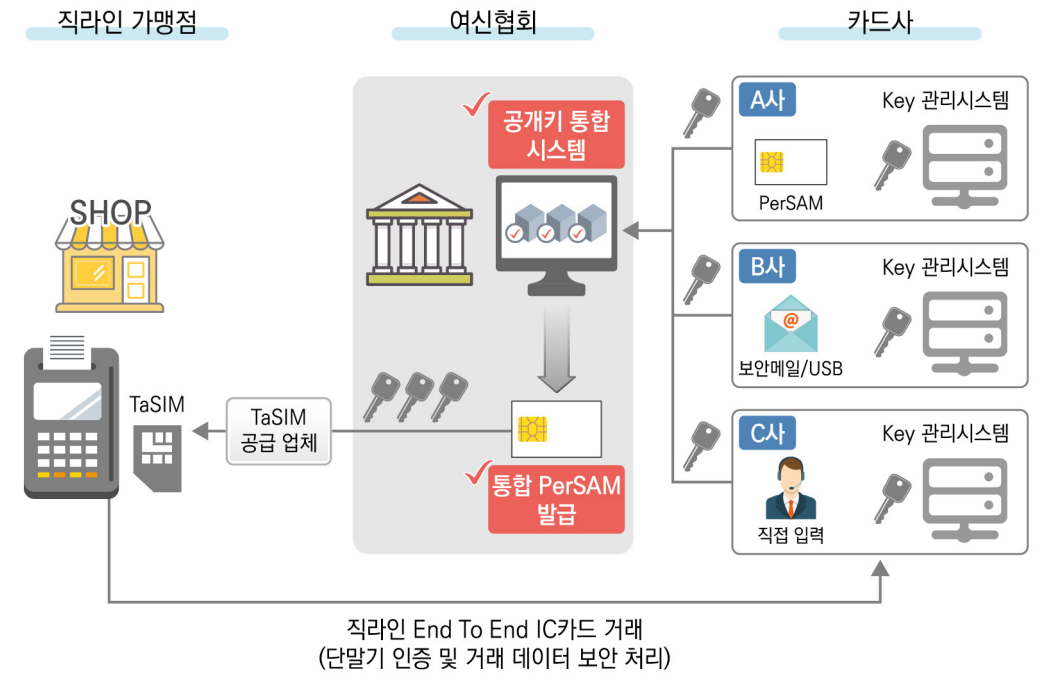 직라인 가맹점
여신협회
카드사
공개키 통합
시스템
A사
Key 관리시스템
PerSAM
SHOP
B사
Key 관리시스템
@
보안메일/USB
TaSIM
TaSIM
공급 업체
통합 PerSAM
발급
C사
Key 관리시스템
직접 입력
직라인 End To End IC카드 거래
(단말기 인증 및 거래 데이터 보안 처리)